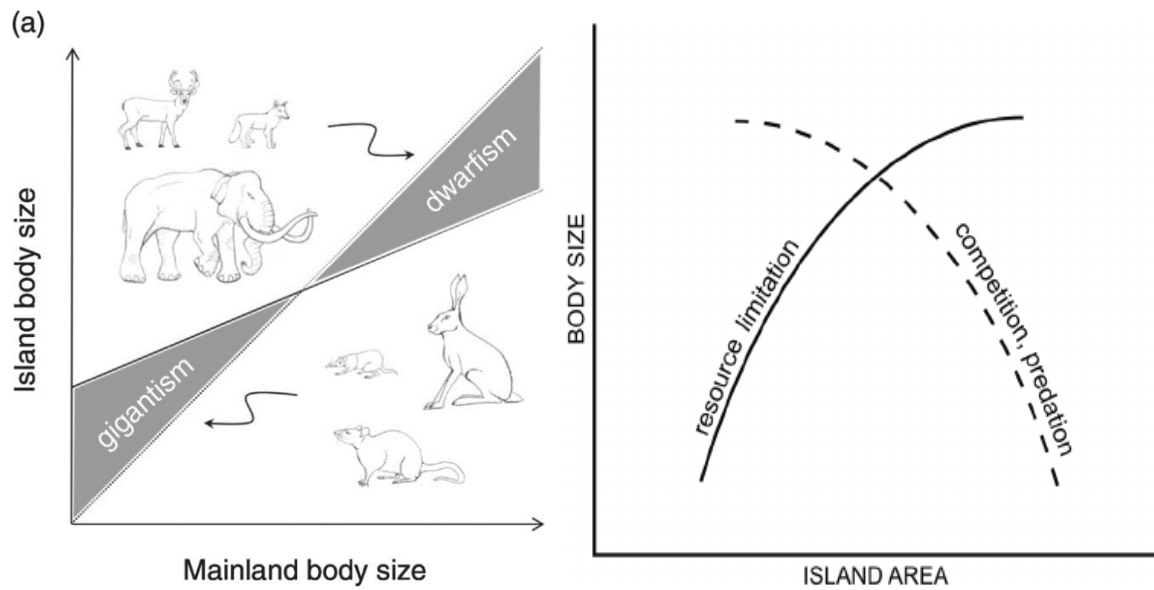 (a)
Island body size
gigantism
dwarfism
Mainland body size
BODY SIZE
resource limitation
competition, predation
ISLAND AREA